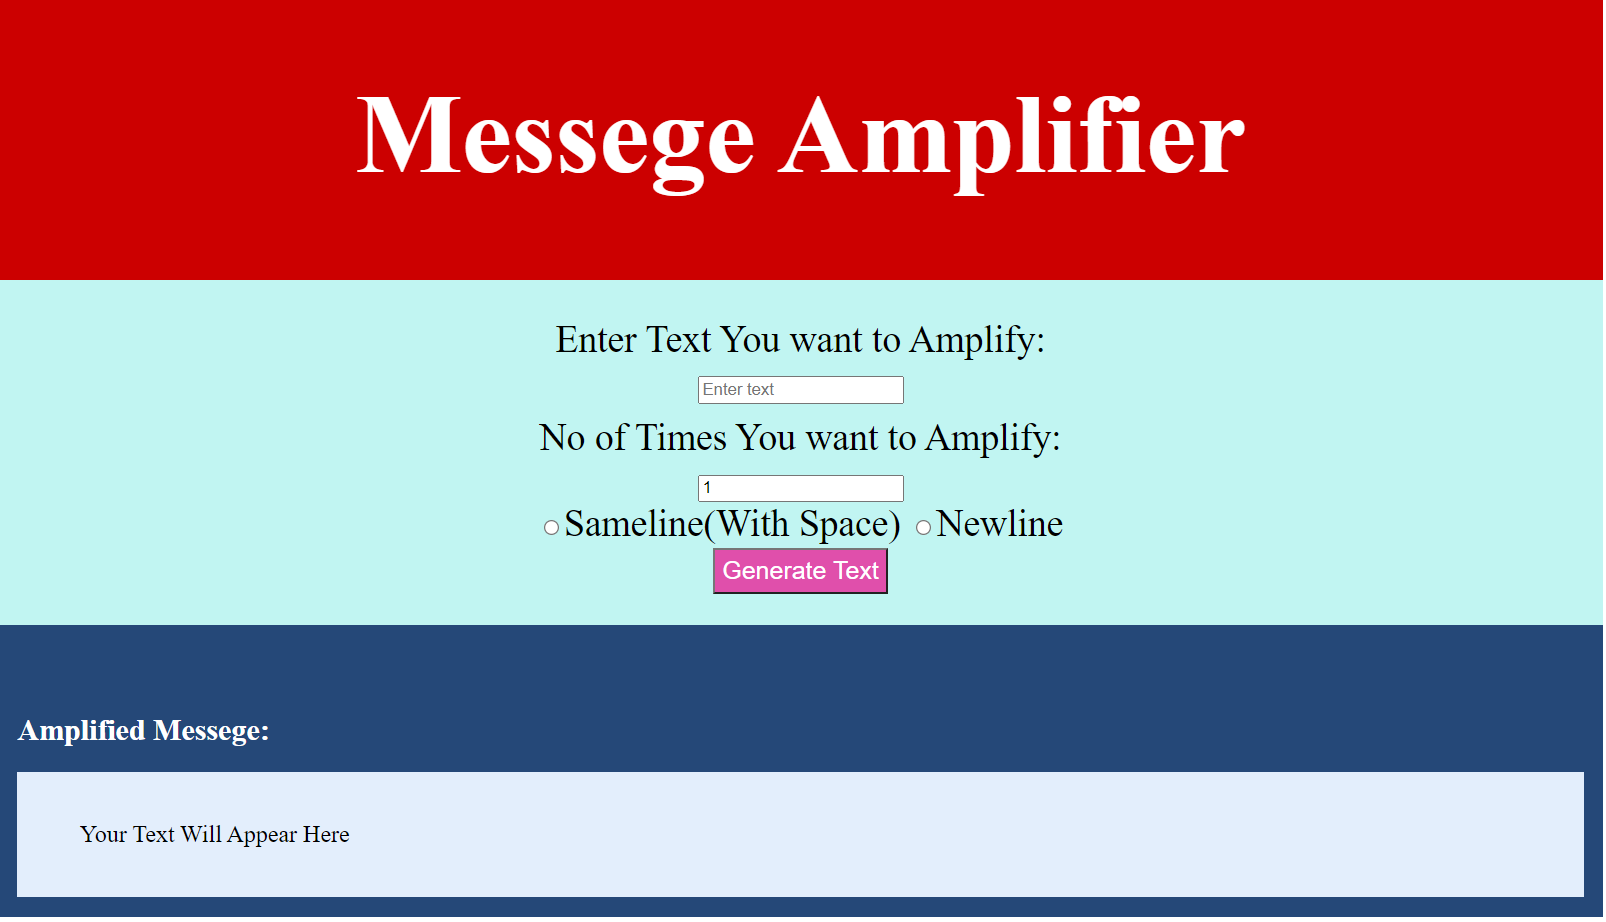 Messege Amplifier
Enter Text You want to Amplify:
Enter text
No of Times You want to Amplify:
1
Sameline(With Space) Newline
Generate Text
Amplified Messege:
Your Text Will Appear Here